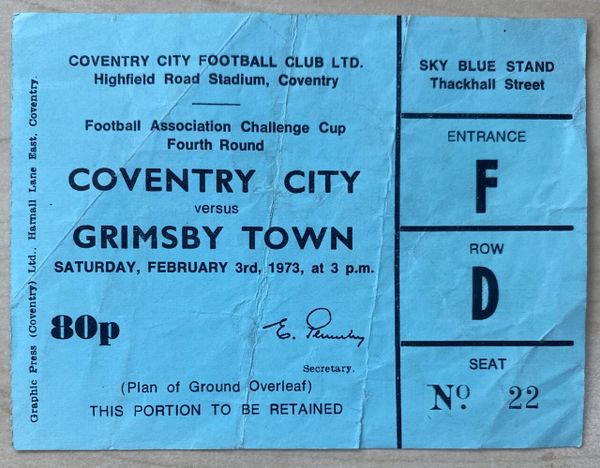 COVENTRY CITY FOOTBALL CLUB LTD.
Highfield Road Stadium, Coventry
Football Association Challenge Cup
Fourth Round
COVENTRY CITY
versus
GRIMSBY TOWN
SATURDAY, FEBRUARY 3rd, 1973, at 3 p.m.
80p
Secretary.
(Plan of Ground Overleaf)
THIS PORTION TO BE RETAINED
Graphic Press (Coventry) Ltd., Harnall Lane East, Coventry.
SKY BLUE STAND
Thackhall Street
ENTRANCE
F
ROW
D
SEAT
No. 22